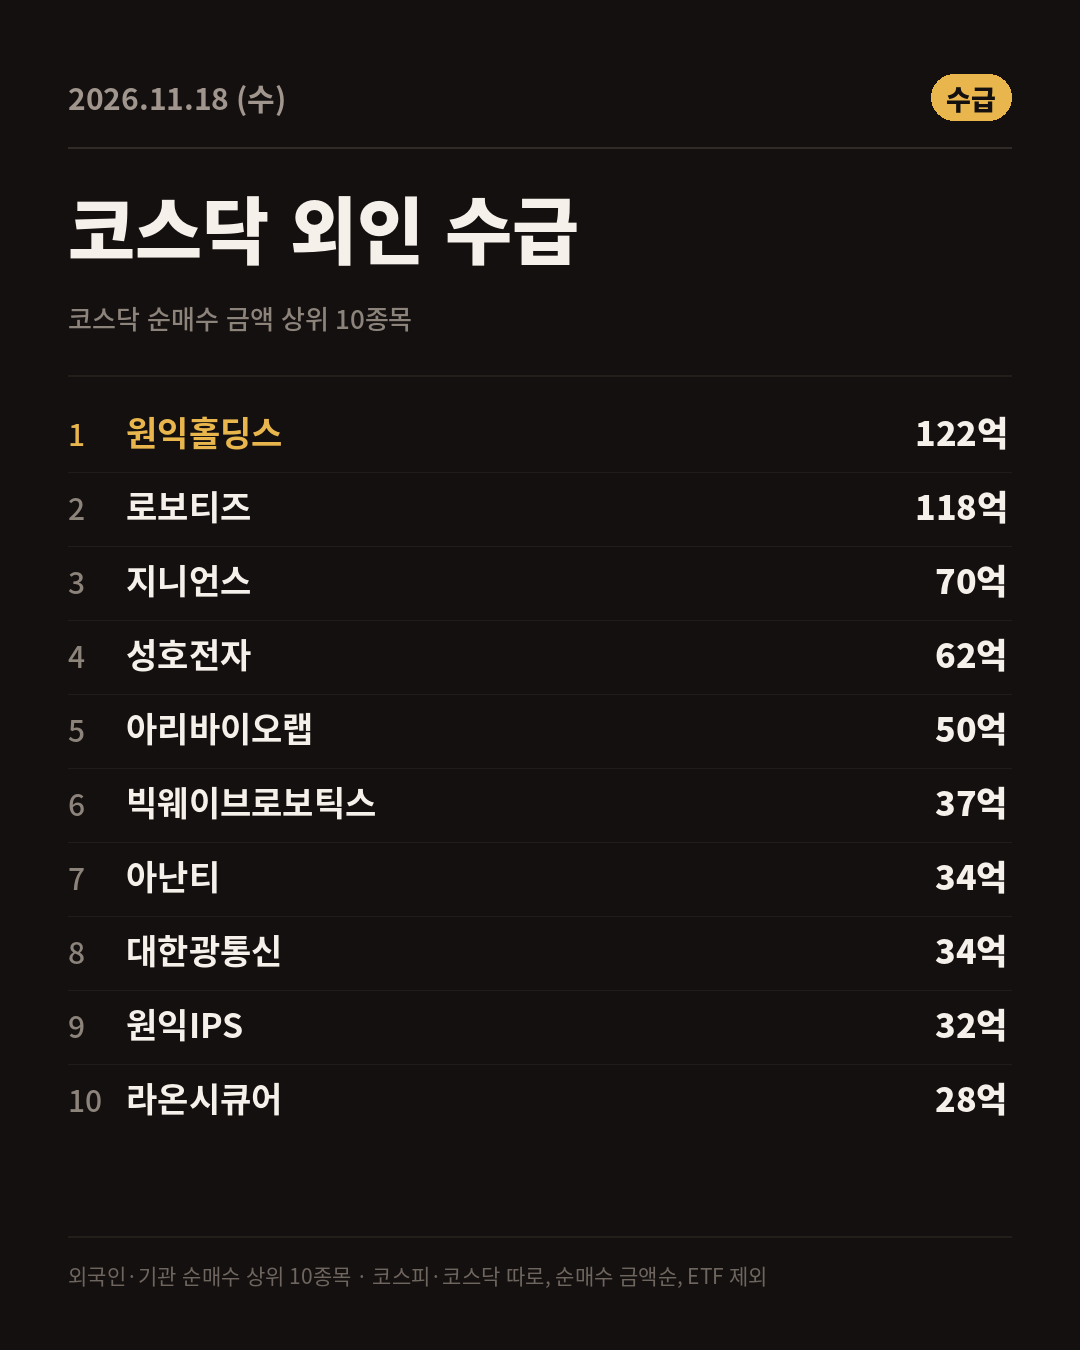 2026.11.18 (수)
수급
코스닥 외인 수급
코스닥 순매수 금액 상위 10종목
1 원익홀딩스 122억
2 로보티즈 118억
3 지니언스 70억
4 성호전자 62억
5 아리바이오랩 50억
6 빅웨이브로보틱스 37억
7 아난티 34억
8 대한광통신 34억
9 원익IPS 32억
10 라온시큐어 28억
외국인·기관 순매수 상위 10종목 · 코스피·코스닥 따로, 순매수 금액순, ETF 제외